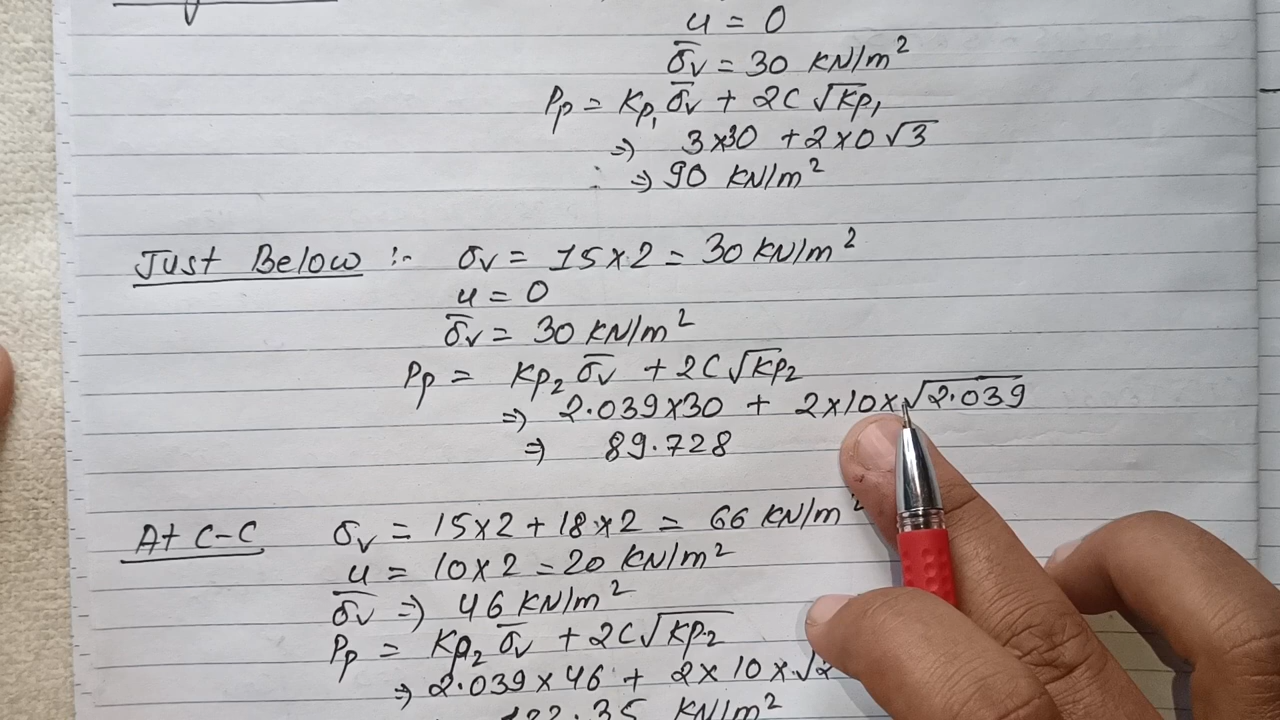 u = 0
σ̅v = 30 KN/m²
Pp = Kp₁ σ̅v + 2C √Kp₁
⇒ 3×30 + 2×0√3
⇒ 90 KN/m²
Just Below :- σv = 15×2 = 30 KN/m²
u = 0
σ̅v = 30 KN/m²
Pp = Kp₂ σ̅v + 2C √Kp₂
⇒ 2.039×30 + 2×10×√2.039
⇒ 89.728
At C-C σv = 15×2 + 18×2 = 66 KN/m²
u = 10×2 = 20 KN/m²
σ̅v ⇒ 46 KN/m²
Pp = Kp₂ σ̅v + 2C√Kp₂
⇒ 2.039×46 + 2×10×√2
KN/m²